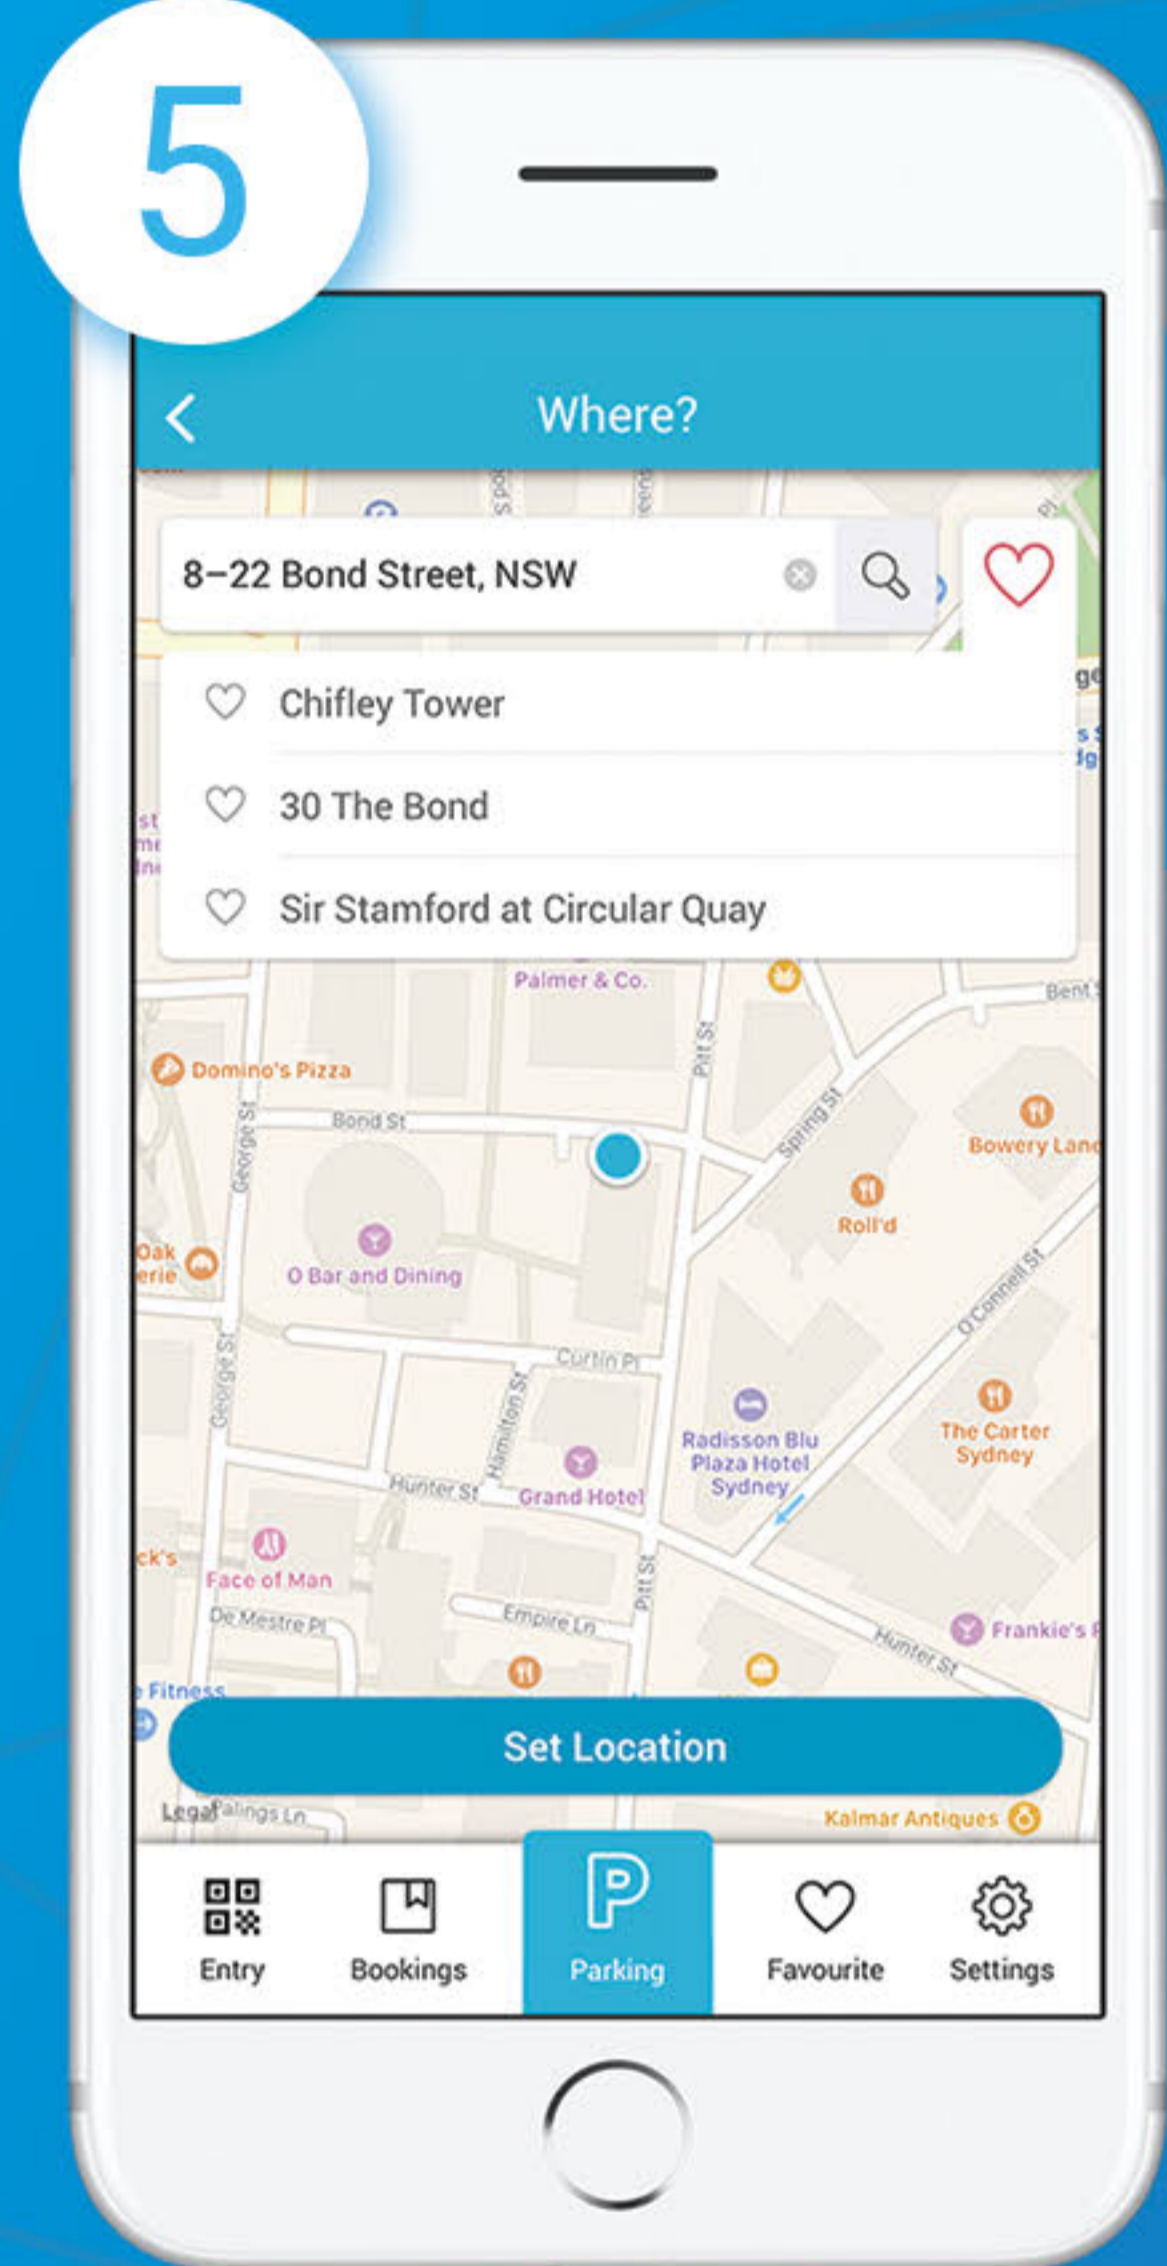 5
Where?
8–22 Bond Street, NSW
Chifley Tower
30 The Bond
Sir Stamford at Circular Quay
Palmer & Co.
Pitt St
Bent
Domino's Pizza
George St
Bond St
Spring St
Bowery Lane
Roll'd
Oak
O Bar and Dining
O'Connell St
George St
Curtin Pl
Hamilton St
Radisson Blu
Plaza Hotel
Sydney
The Carter
Sydney
Hunter St
Grand Hotel
Face of Man
Pitt St
De Mestre Pl
Empire Ln
Hunter St
Frankie's
Fitness
Set Location
Legal
Palings Ln
Kalmar Antiques
P
Entry
Bookings
Parking
Favourite
Settings